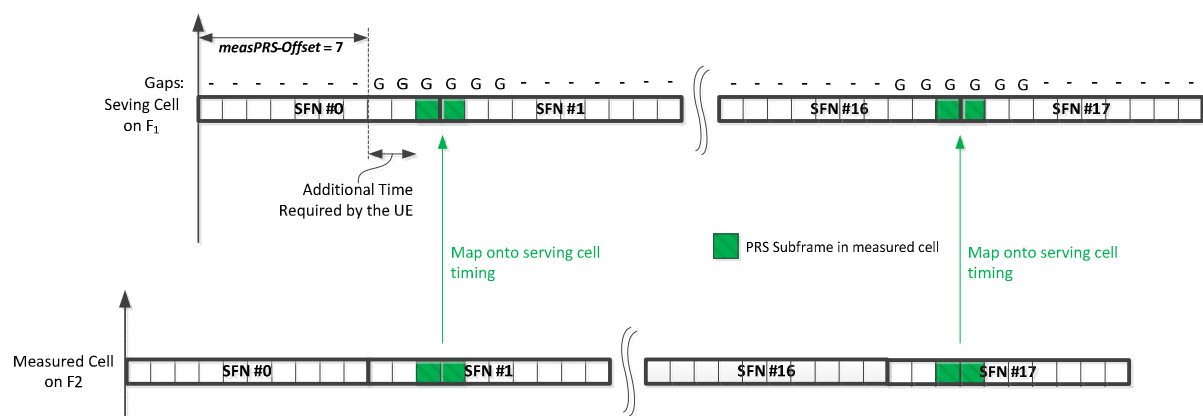 measPRS-Offset = 7
Gaps: - - - - - - - G G G G G G - - - - - - - - - - - - - - G G G G G G - - - - - - -
Seving Cell
on F1
SFN #0 SFN #1 SFN #16 SFN #17
Additional Time
Required by the UE
PRS Subframe in measured cell
Map onto serving cell
timing
Map onto serving cell
timing
Measured Cell
on F2
SFN #0 SFN #1 SFN #16 SFN #17